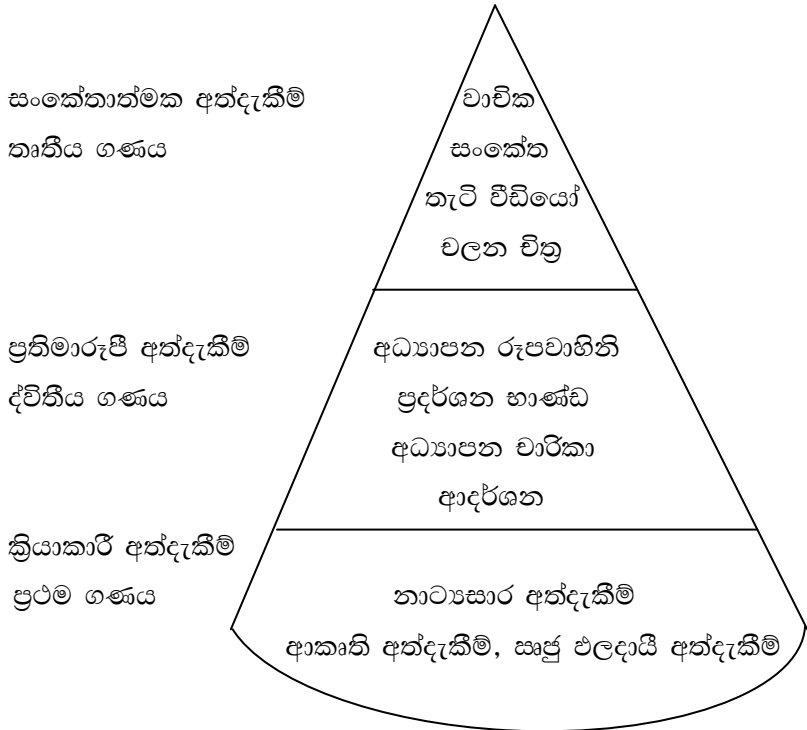 සංකේතාත්මක අත්දැකීම්
තෘතීය ගණය
වාචික
සංකේත
තැටි වීඩියෝ
චලන චිත්‍ර
ප්‍රතිමාරූපී අත්දැකීම්
ද්විතීය ගණය
අධ්‍යාපන රූපවාහිනි
ප්‍රදර්ශන භාණ්ඩ
අධ්‍යාපන චාරිකා
ආදර්ශන
ක්‍රියාකාරී අත්දැකීම්
ප්‍රථම ගණය
නාට්‍යසාර අත්දැකීම්
ආකෘති අත්දැකීම්, ඍජු ඵලදායී අත්දැකීම්